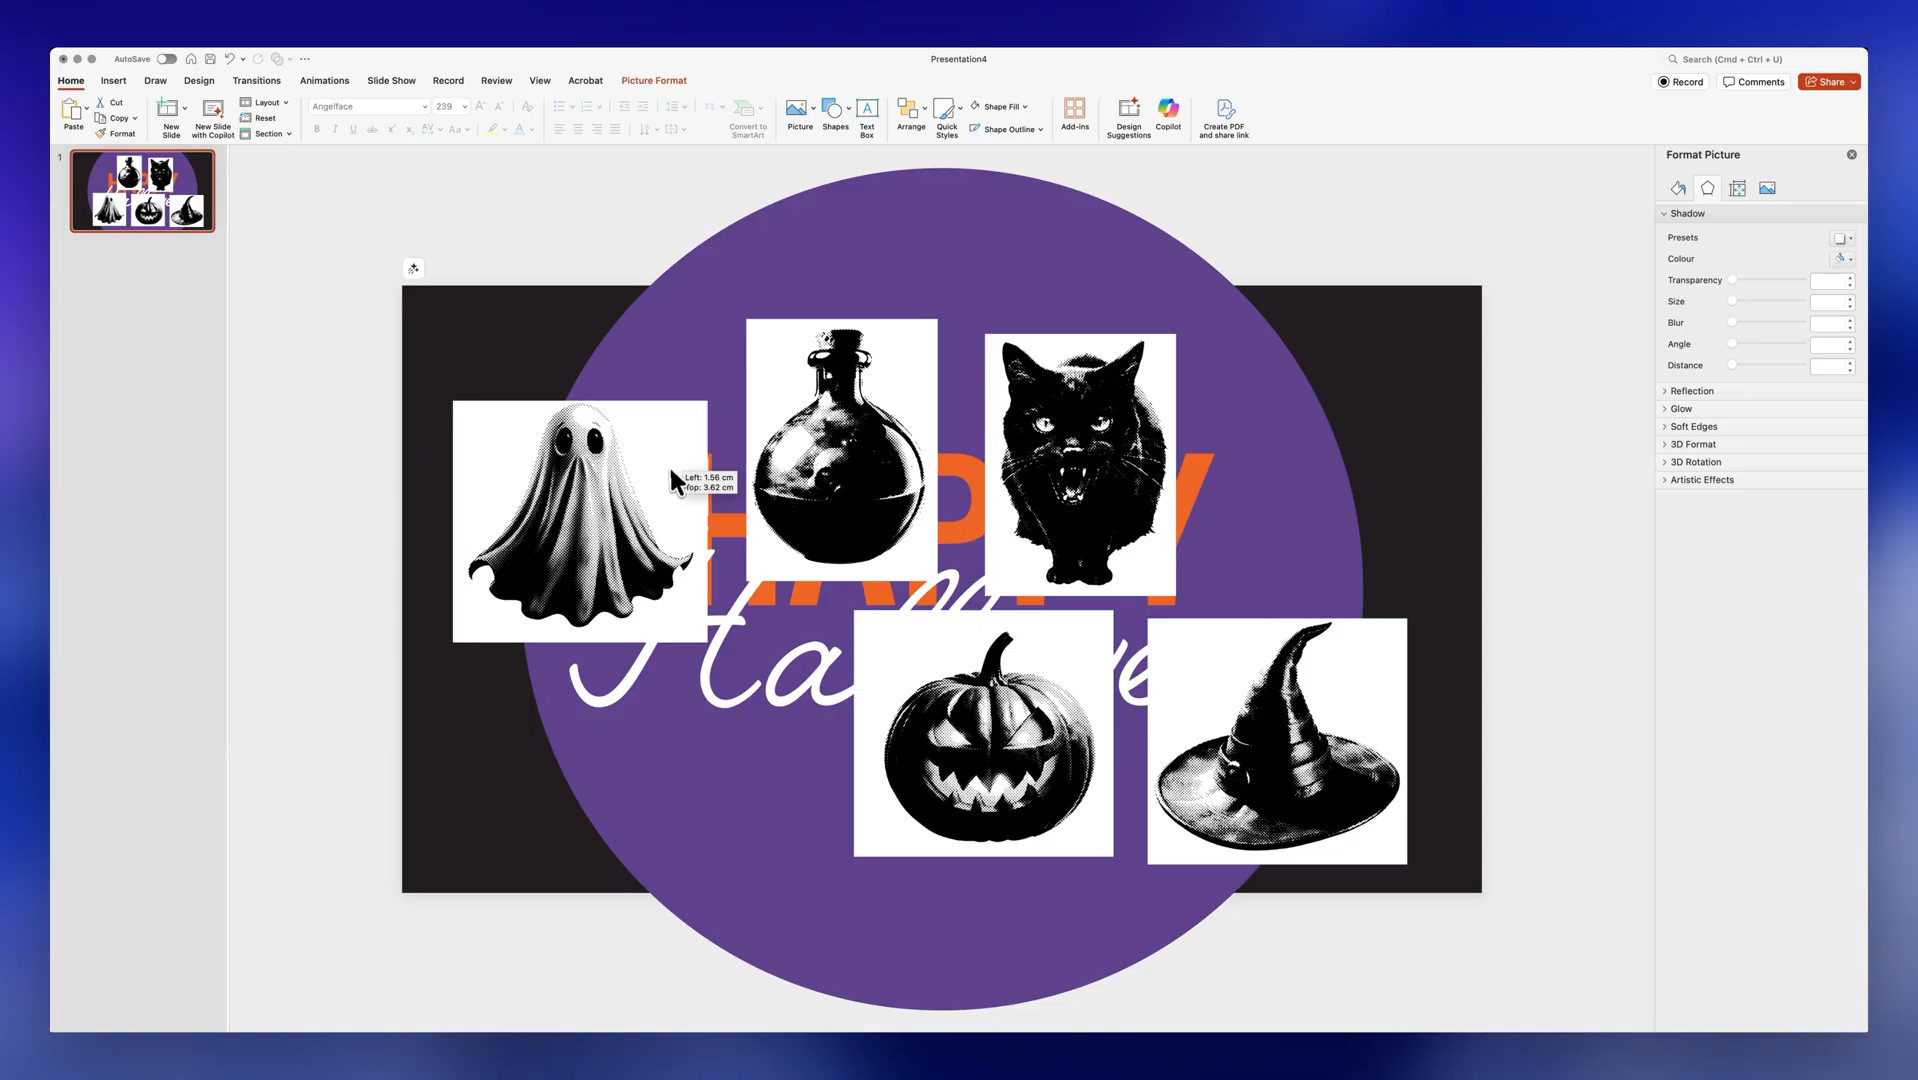 AutoSave
Presentation4
Search (Cmd + Ctrl + U)
Home Insert Draw Design Transitions Animations Slide Show Record Review View Acrobat Picture Format
Record Comments Share
Paste
Cut
Copy
Format
New Slide
New Slide with Copilot
Layout
Reset
Section
Angelface 239
Convert to SmartArt
Picture
Shapes
Text Box
Arrange
Quick Styles
Shape Fill
Shape Outline
Add-ins
Design Suggestions
Copilot
Create PDF and share link
1
Left: 1.56 cm
Top: 3.62 cm
Format Picture
Shadow
Presets
Colour
Transparency
Size
Blur
Angle
Distance
Reflection
Glow
Soft Edges
3D Format
3D Rotation
Artistic Effects